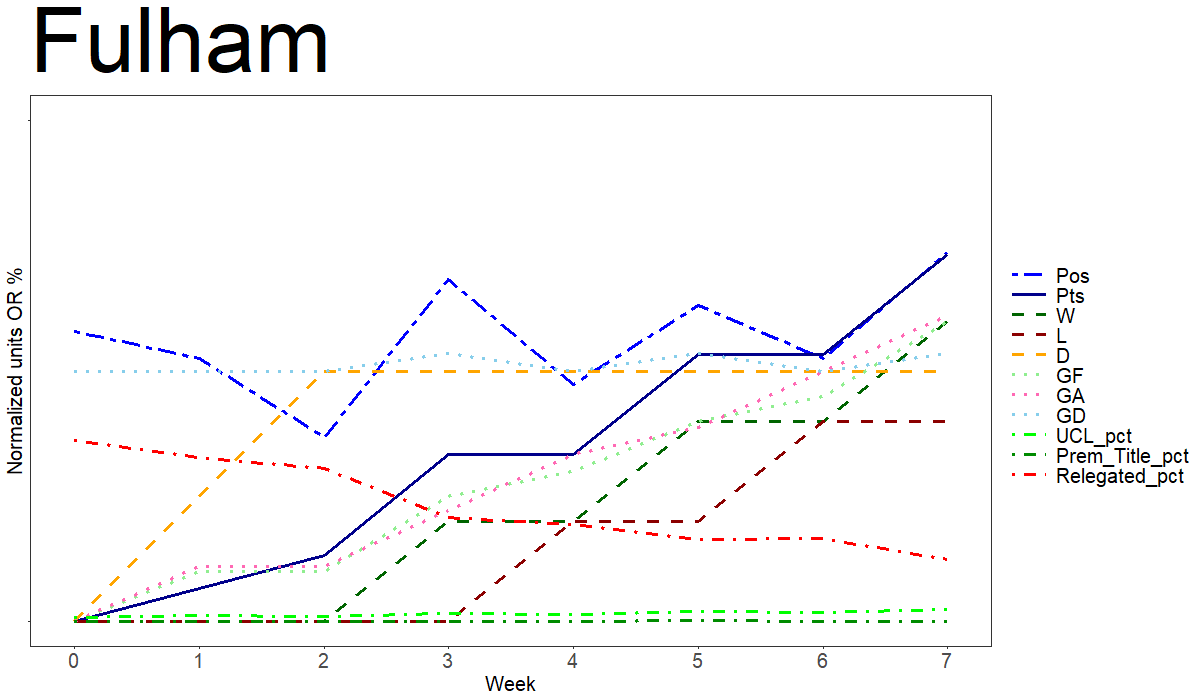 Fulham
Normalized units OR %
Pos
Pts
W
L
D
GF
GA
GD
UCL_pct
Prem_Title_pct
Relegated_pct
0 1 2 3 4 5 6 7
Week